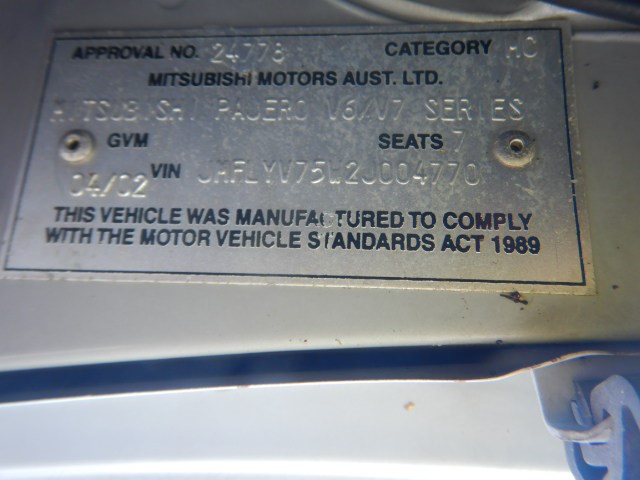 APPROVAL NO. 24778 CATEGORY MC
MITSUBISHI MOTORS AUST. LTD.
MITSUBISHI PAJERO V6/V7 SERIES
GVM SEATS 7
04/02 VIN JMFLYV75W2J004770
THIS VEHICLE WAS MANUFACTURED TO COMPLY
WITH THE MOTOR VEHICLE STANDARDS ACT 1989